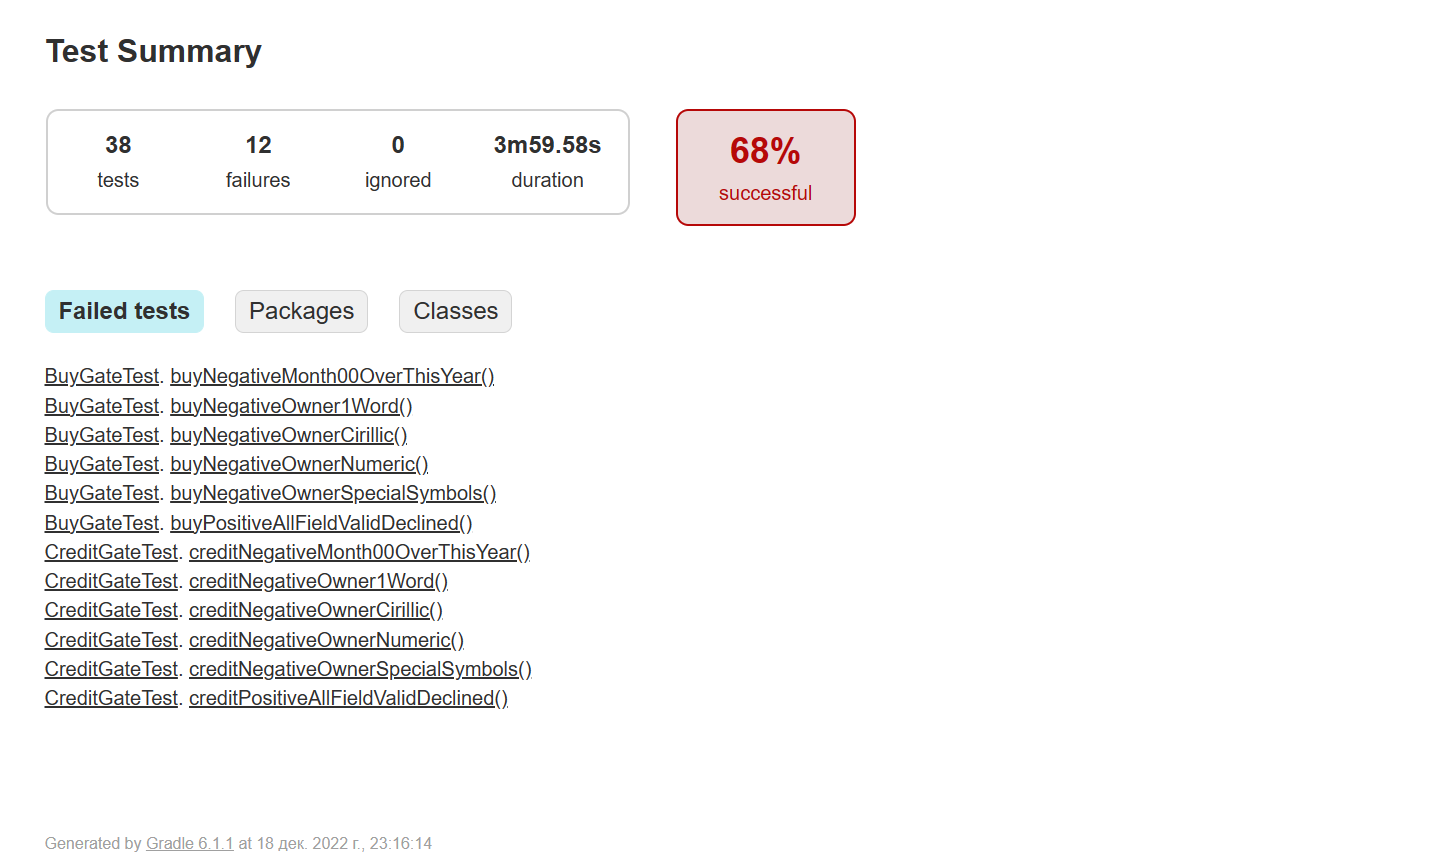 Test Summary
38 12 0 3m59.58s
tests failures ignored duration
68%
successful
Failed tests Packages Classes
BuyGateTest. buyNegativeMonth00OverThisYear()
BuyGateTest. buyNegativeOwner1Word()
BuyGateTest. buyNegativeOwnerCirillic()
BuyGateTest. buyNegativeOwnerNumeric()
BuyGateTest. buyNegativeOwnerSpecialSymbols()
BuyGateTest. buyPositiveAllFieldValidDeclined()
CreditGateTest. creditNegativeMonth00OverThisYear()
CreditGateTest. creditNegativeOwner1Word()
CreditGateTest. creditNegativeOwnerCirillic()
CreditGateTest. creditNegativeOwnerNumeric()
CreditGateTest. creditNegativeOwnerSpecialSymbols()
CreditGateTest. creditPositiveAllFieldValidDeclined()
Generated by Gradle 6.1.1 at 18 дек. 2022 г., 23:16:14